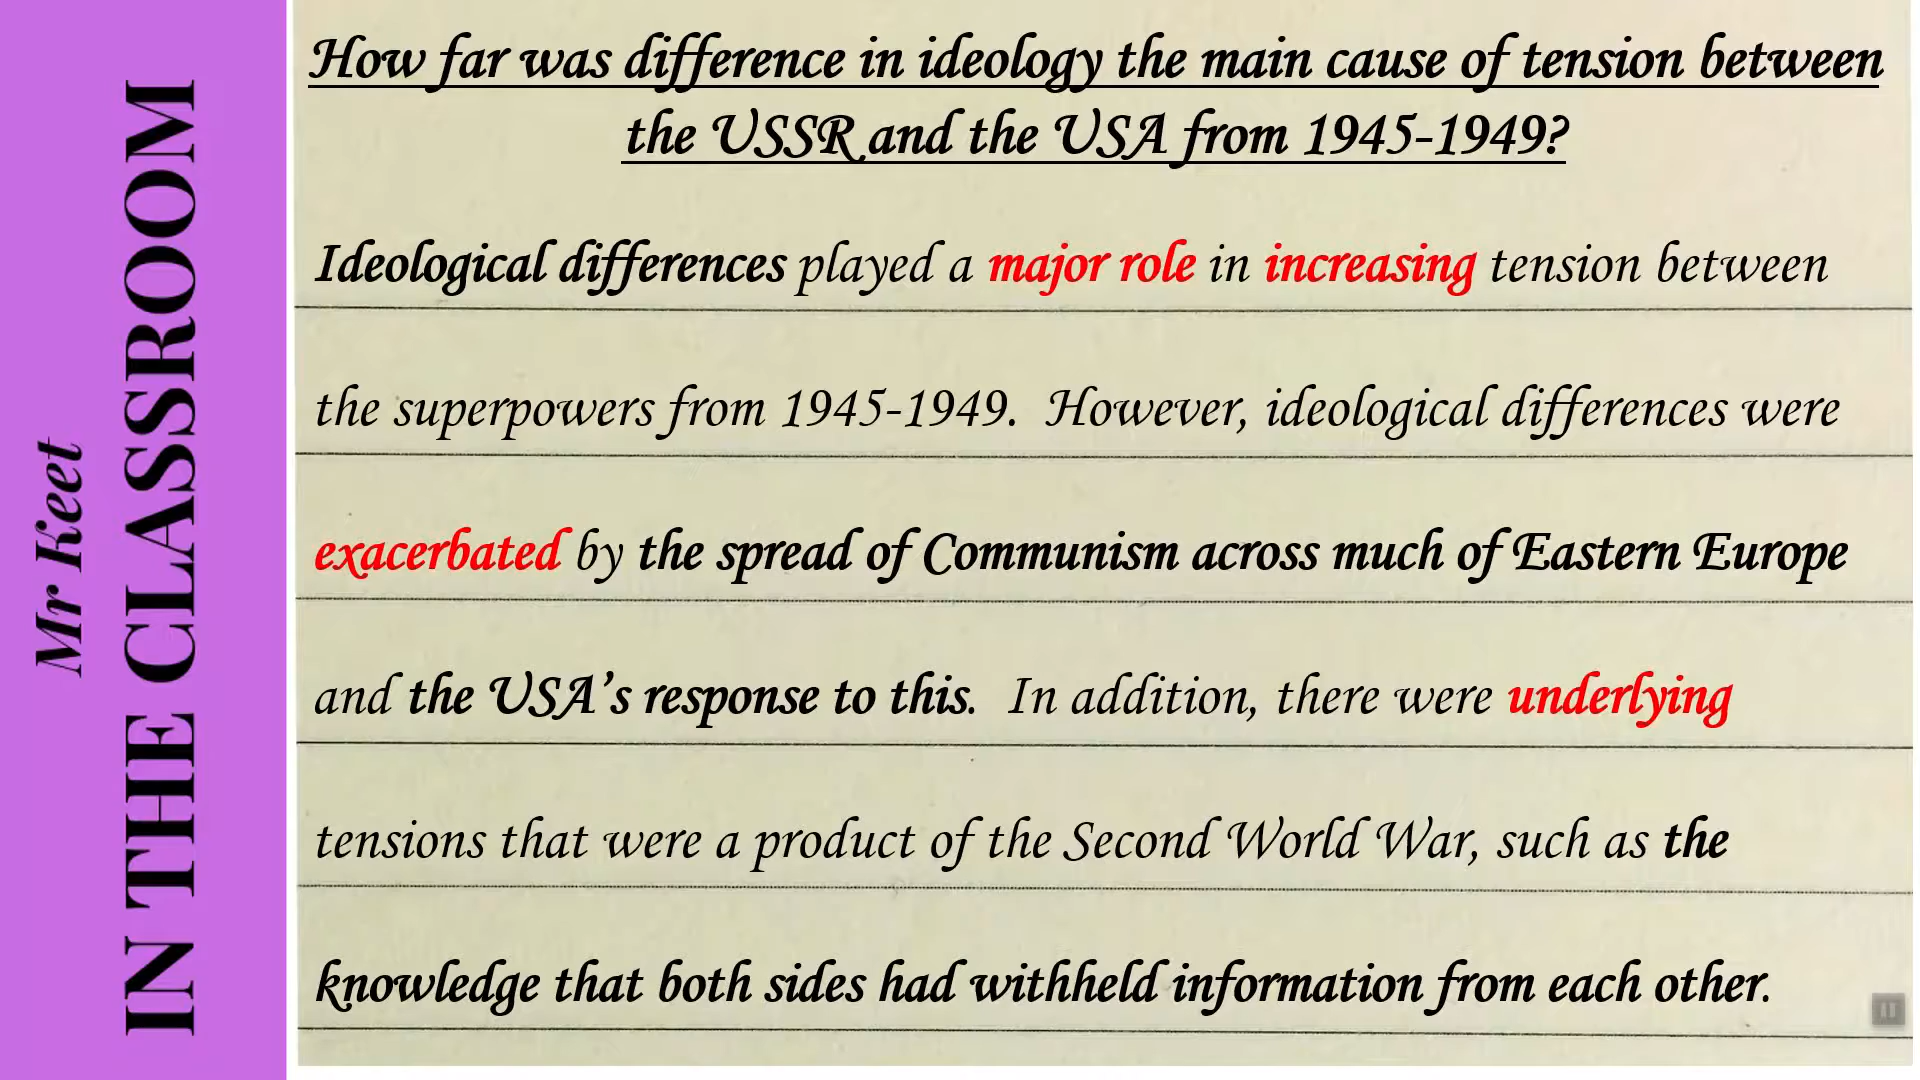 Mr Keet
IN THE CLASSROOM
How far was difference in ideology the main cause of tension between
the USSR and the USA from 1945-1949?
Ideological differences played a major role in increasing tension between
the superpowers from 1945-1949. However, ideological differences were
exacerbated by the spread of Communism across much of Eastern Europe
and the USA’s response to this. In addition, there were underlying
tensions that were a product of the Second World War, such as the
knowledge that both sides had withheld information from each other.